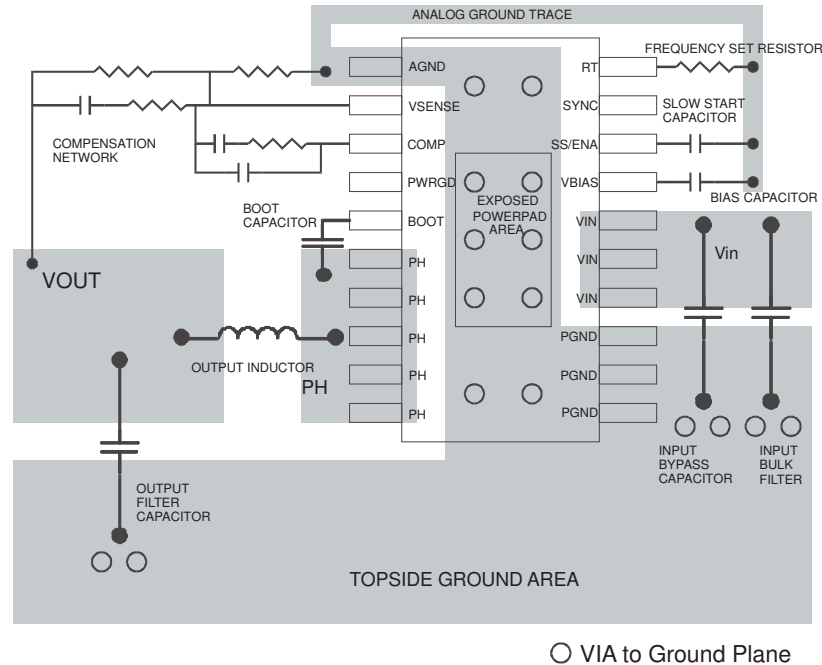 ANALOG GROUND TRACE
FREQUENCY SET RESISTOR
AGND
RT
VSENSE
SYNC
SLOW START
CAPACITOR
COMPENSATION
NETWORK
COMP
SS/ENA
PWRGD
VBIAS
BIAS CAPACITOR
EXPOSED
POWERPAD
AREA
BOOT
CAPACITOR
BOOT
VIN
PH
VIN
Vin
VOUT
PH
VIN
PH
PGND
OUTPUT INDUCTOR
PH
PH
PGND
PH
PGND
INPUT
BYPASS
CAPACITOR
INPUT
BULK
FILTER
OUTPUT
FILTER
CAPACITOR
TOPSIDE GROUND AREA
VIA to Ground Plane